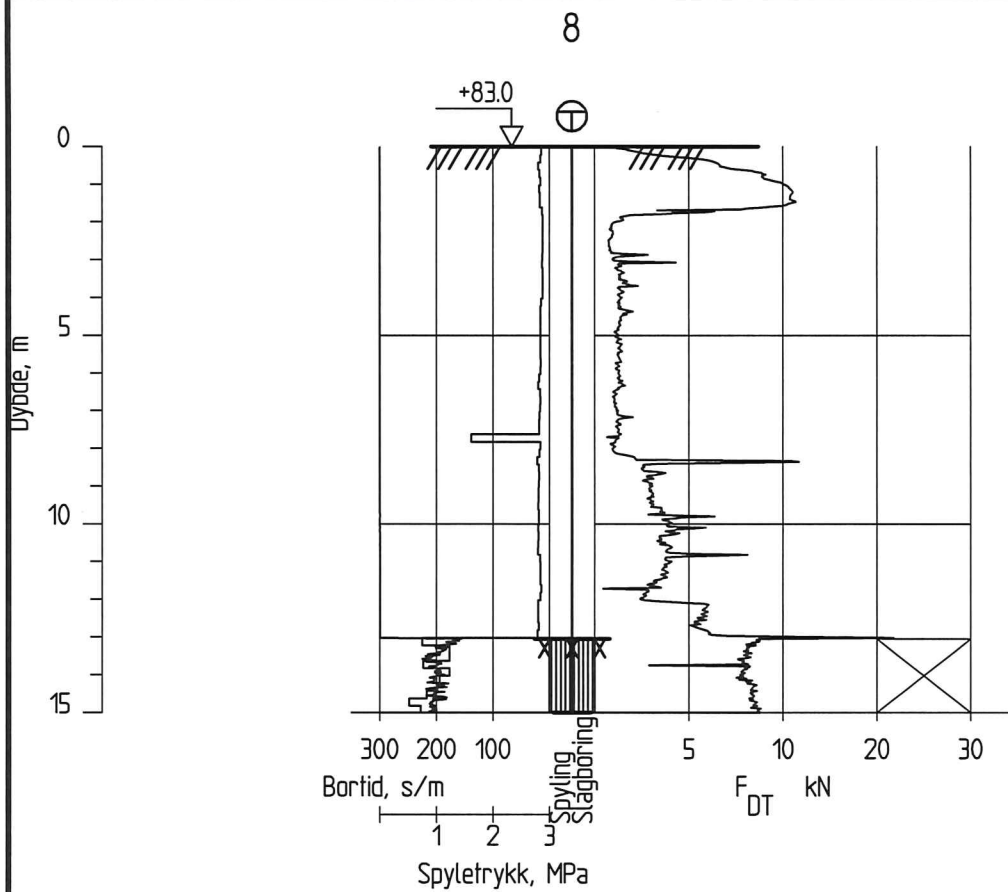 8
+83.0
0
5
10
15
Dybde, m
300 200 100
5 10 20 30
Bortid, s/m
Spyling
Slagboring
F DT kN
1 2 3
Spyletrykk, MPa